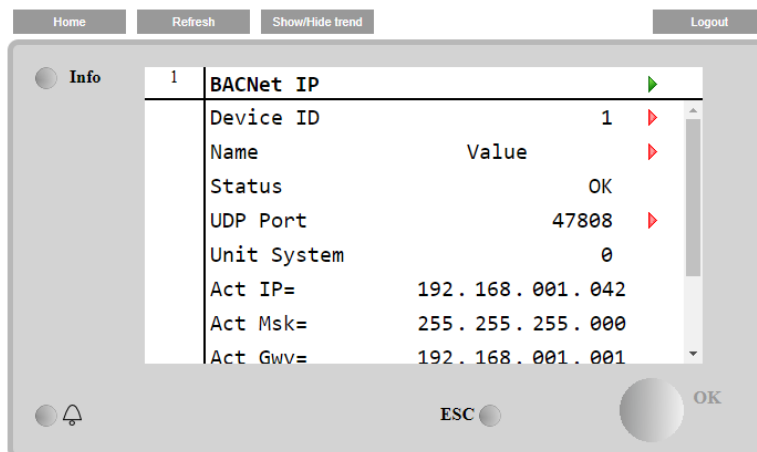 Home Refresh Show/Hide trend Logout
Info
1 BACNet IP
Device ID 1
Name Value
Status OK
UDP Port 47808
Unit System 0
Act IP= 192.168.001.042
Act Msk= 255.255.255.000
Act Gwy= 192.168.001.001
ESC OK